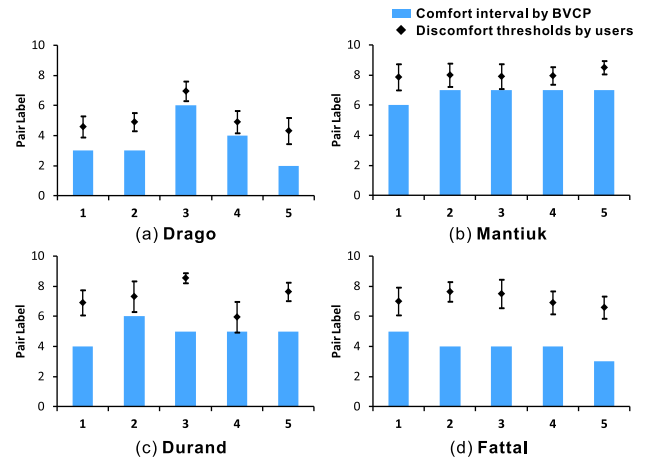 Comfort interval by BVCP
Discomfort thresholds by users
Pair Label
10
8
6
4
2
0
1 2 3 4 5
(a) Drago
Pair Label
10
8
6
4
2
0
1 2 3 4 5
(b) Mantiuk
Pair Label
10
8
6
4
2
0
1 2 3 4 5
(c) Durand
Pair Label
10
8
6
4
2
0
1 2 3 4 5
(d) Fattal